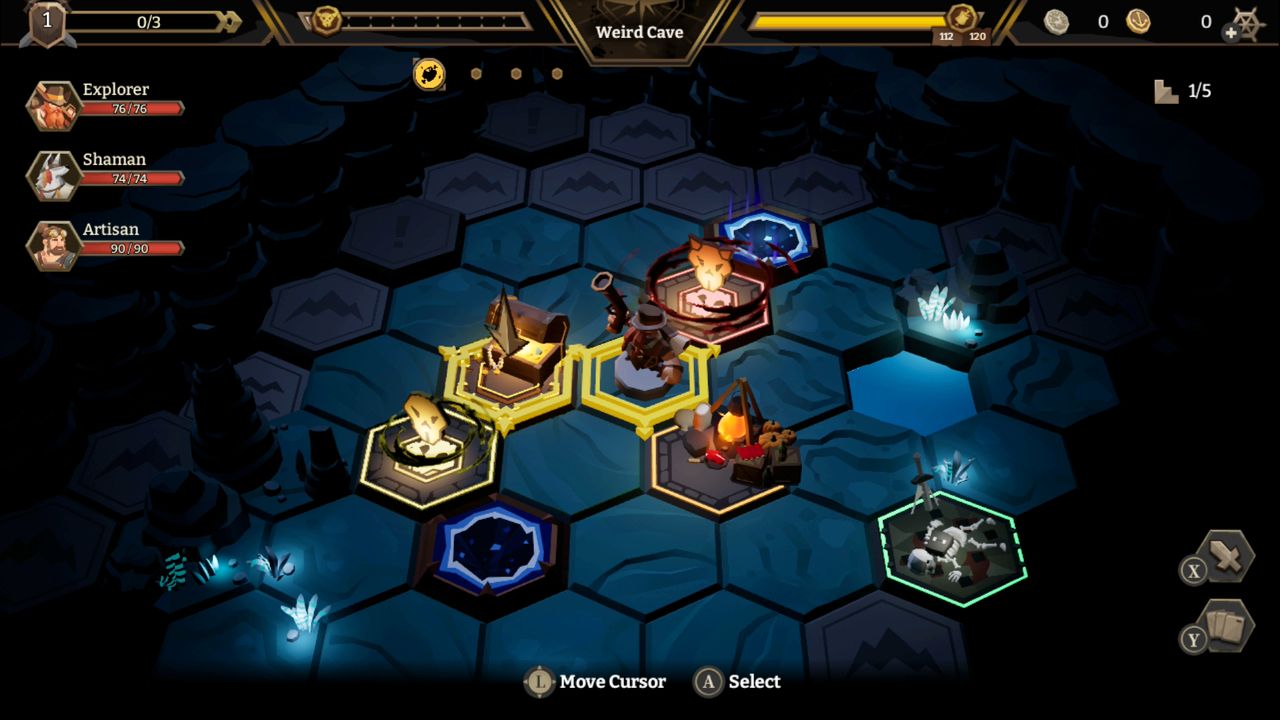 1
0/3
Weird Cave
112 120
0
0
1/5
Explorer
76/76
Shaman
74/74
Artisan
90/90
X
Y
L Move Cursor A Select